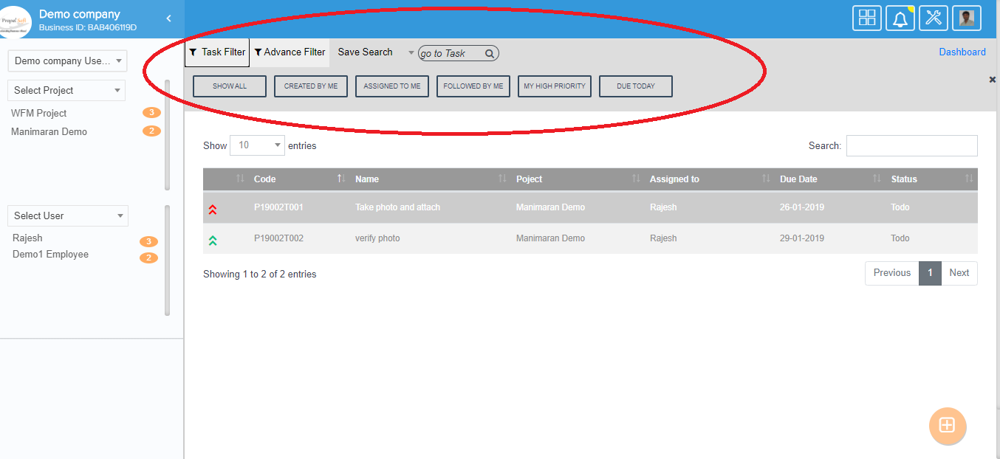 Demo company
Business ID: BAB406119D
Demo company Use...
Select Project
WFM Project 3
Manimaran Demo 2
Select User
Rajesh 3
Demo1 Employee 2
Task Filter Advance Filter Save Search go to Task Dashboard
SHOW ALL CREATED BY ME ASSIGNED TO ME FOLLOWED BY ME MY HIGH PRIORITY DUE TODAY
Show 10 entries Search:
Code Name Poject Assigned to Due Date Status
P19002T001 Take photo and attach Manimaran Demo Rajesh 26-01-2019 Todo
P19002T002 verify photo Manimaran Demo Rajesh 29-01-2019 Todo
Showing 1 to 2 of 2 entries Previous 1 Next